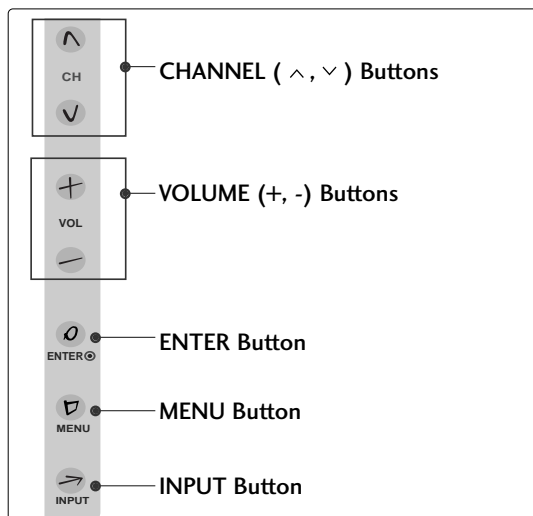 CH
CHANNEL ( ∧ , ∨ ) Buttons
VOL
VOLUME (+, -) Buttons
ENTER⦿
ENTER Button
MENU
MENU Button
INPUT
INPUT Button